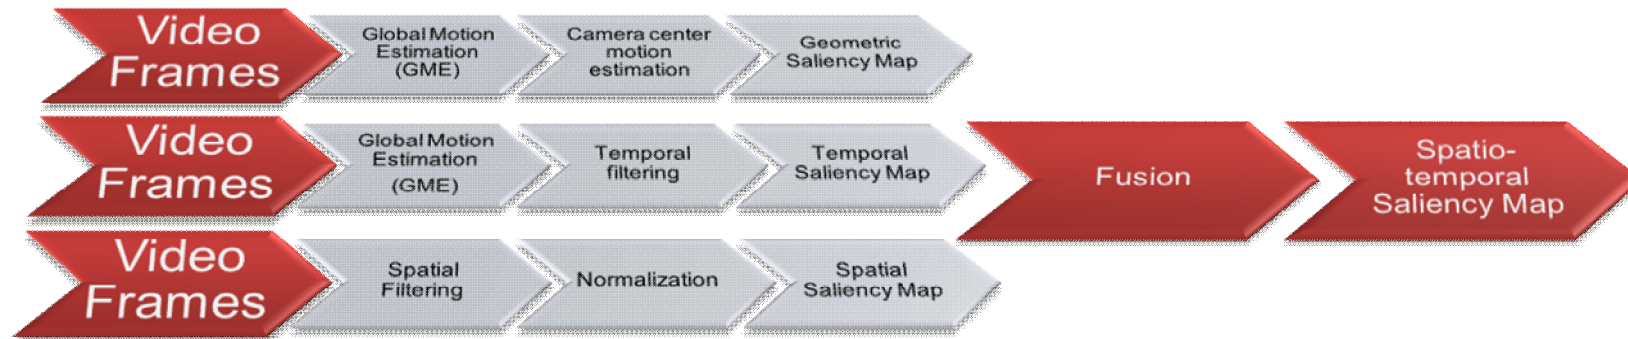 Video
Frames
Global Motion
Estimation
(GME)
Camera center
motion
estimation
Geometric
Saliency Map
Video
Frames
Global Motion
Estimation
(GME)
Temporal
filtering
Temporal
Saliency Map
Fusion
Spatio-
temporal
Saliency Map
Video
Frames
Spatial
Filtering
Normalization
Spatial
Saliency Map